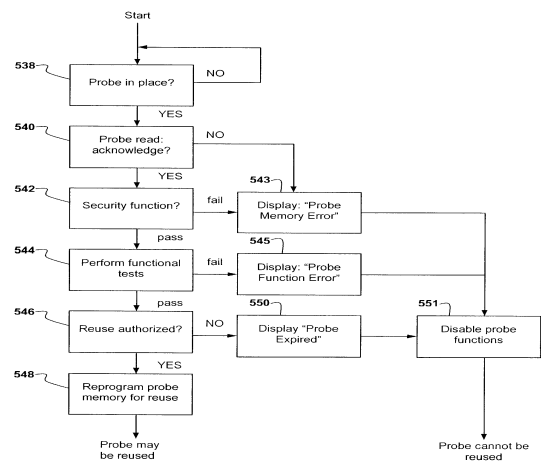 Start
538
Probe in place?
NO
YES
540
Probe read:
acknowledge?
NO
YES
542
Security function?
fail
543
Display: "Probe
Memory Error"
pass
544
Perform functional
tests
fail
545
Display: "Probe
Function Error"
pass
546
Reuse authorized?
NO
550
Display "Probe
Expired"
551
Disable probe
functions
YES
548
Reprogram probe
memory for reuse
Probe may
be reused
Probe cannot be
reused